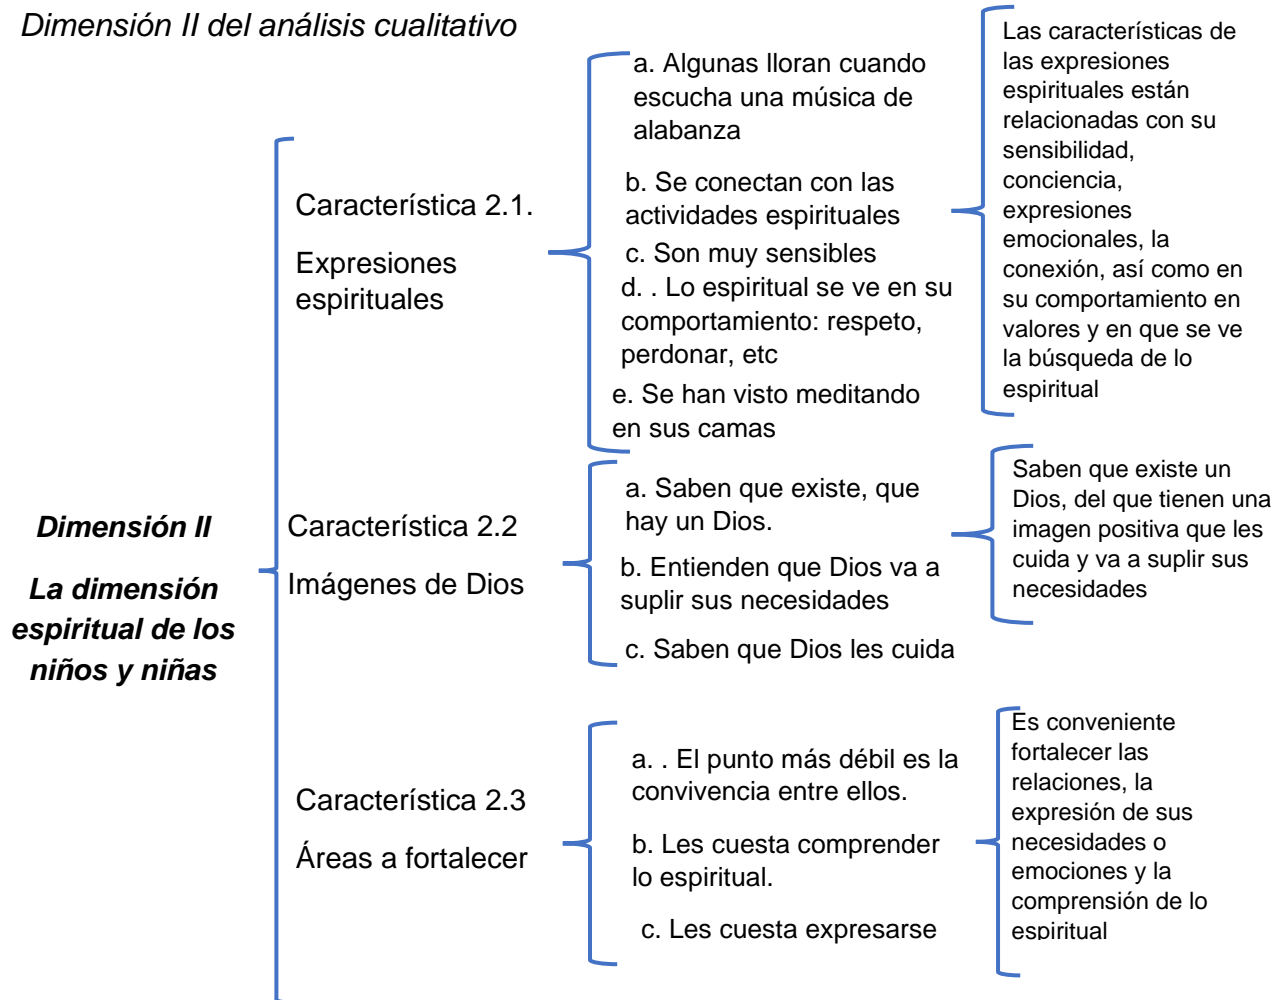 Dimensión II del análisis cualitativo
Dimensión II
La dimensión
espiritual de los
niños y niñas
Característica 2.1.
Expresiones
espirituales
a. Algunas lloran cuando
escucha una música de
alabanza
b. Se conectan con las
actividades espirituales
c. Son muy sensibles
d. . Lo espiritual se ve en su
comportamiento: respeto,
perdonar, etc
e. Se han visto meditando
en sus camas
Las características de
las expresiones
espirituales están
relacionadas con su
sensibilidad,
conciencia,
expresiones
emocionales, la
conexión, así como en
su comportamiento en
valores y en que se ve
la búsqueda de lo
espiritual
Característica 2.2
Imágenes de Dios
a. Saben que existe, que
hay un Dios.
b. Entienden que Dios va a
suplir sus necesidades
c. Saben que Dios les cuida
Saben que existe un
Dios, del que tienen una
imagen positiva que les
cuida y va a suplir sus
necesidades
Característica 2.3
Áreas a fortalecer
a. . El punto más débil es la
convivencia entre ellos.
b. Les cuesta comprender
lo espiritual.
c. Les cuesta expresarse
Es conveniente
fortalecer las
relaciones, la
expresión de sus
necesidades o
emociones y la
comprensión de lo
espiritual